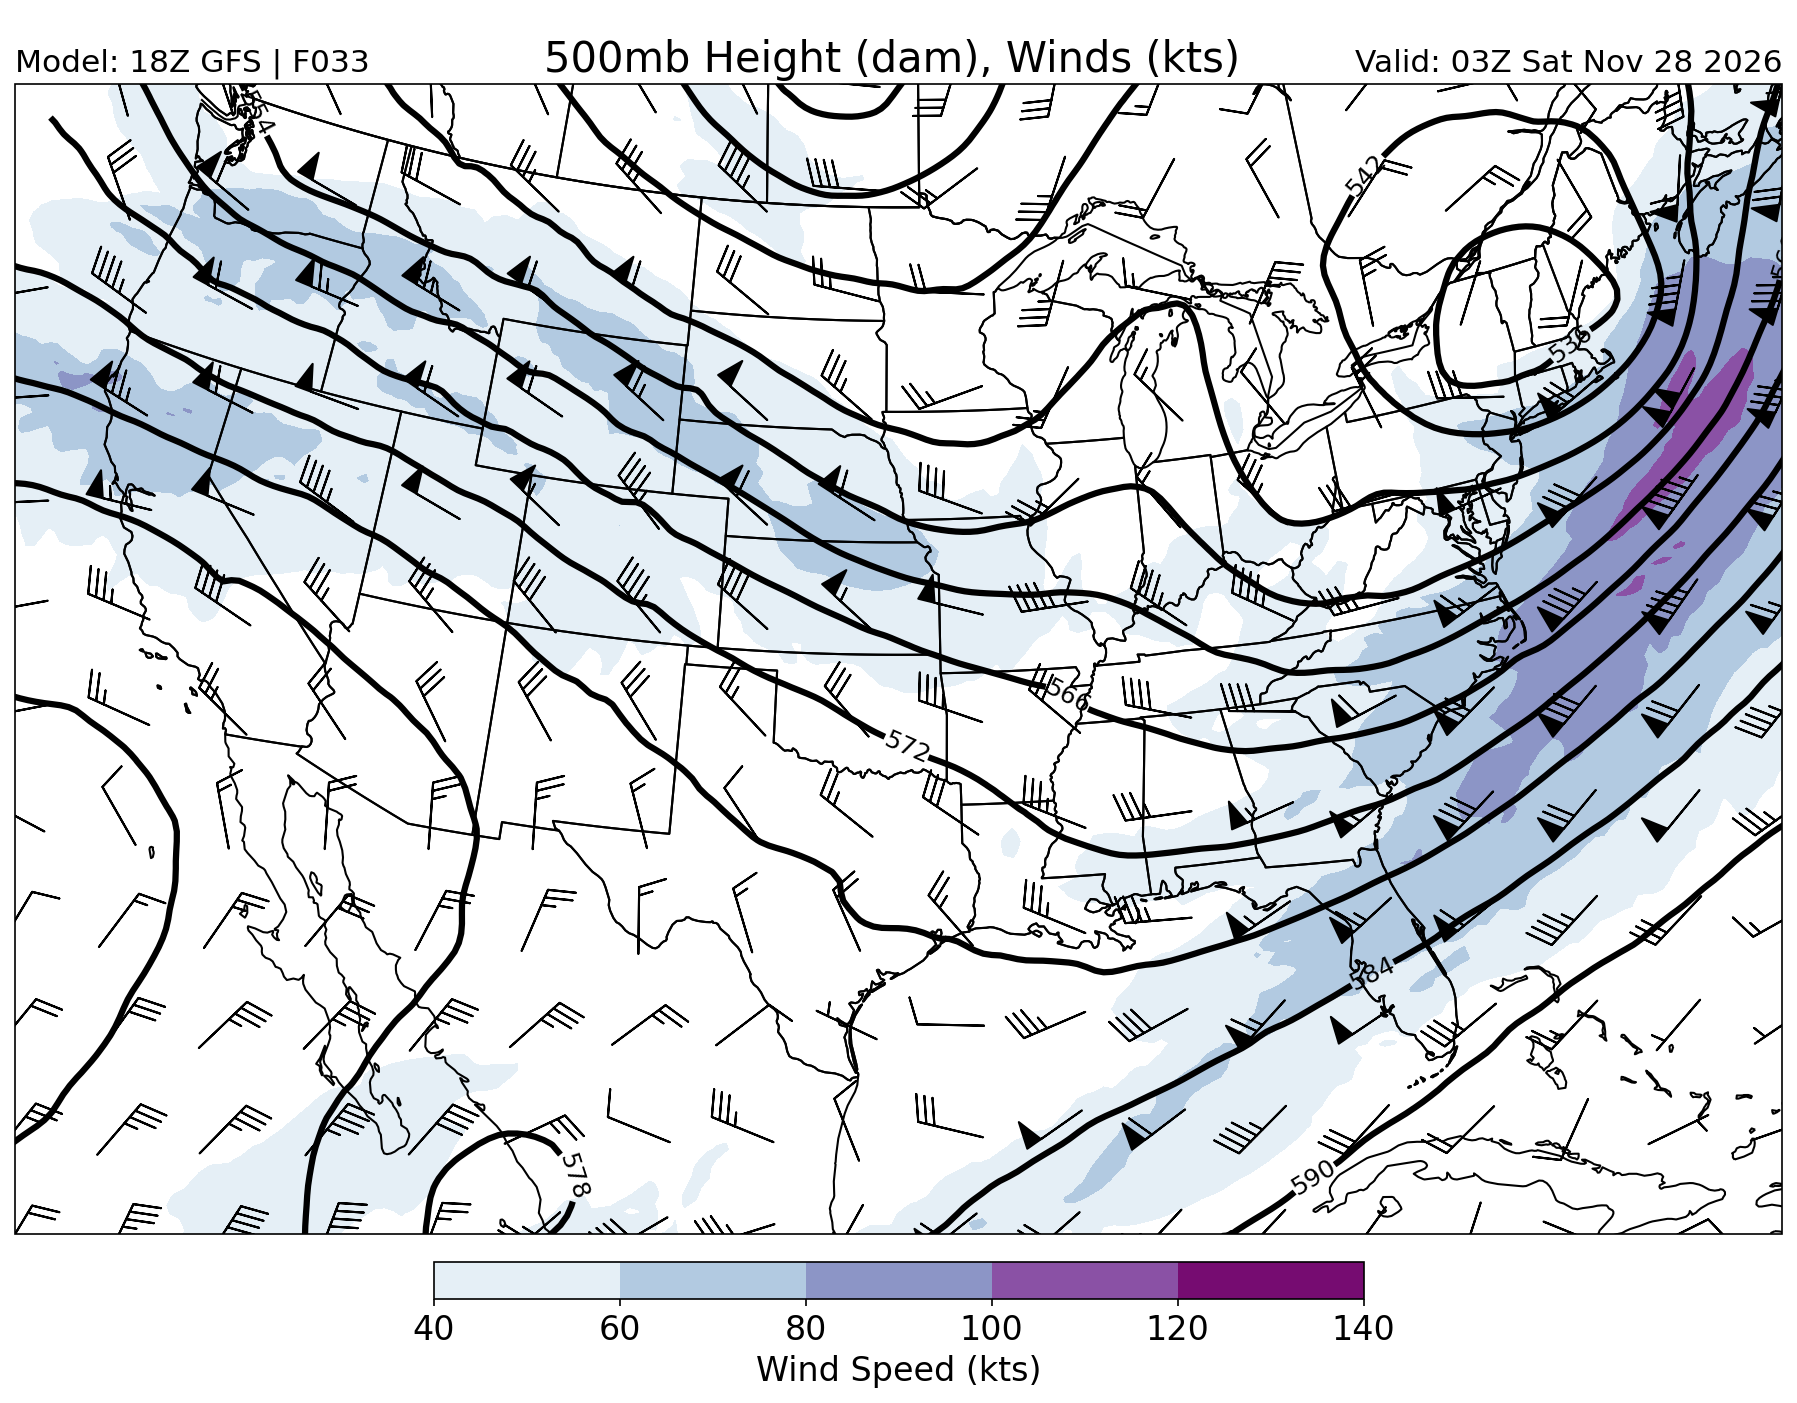 Model: 18Z GFS | F033
500mb Height (dam), Winds (kts)
Valid: 03Z Sat Nov 28 2026
542
536
566
572
584
578
590
40 60 80 100 120 140
Wind Speed (kts)